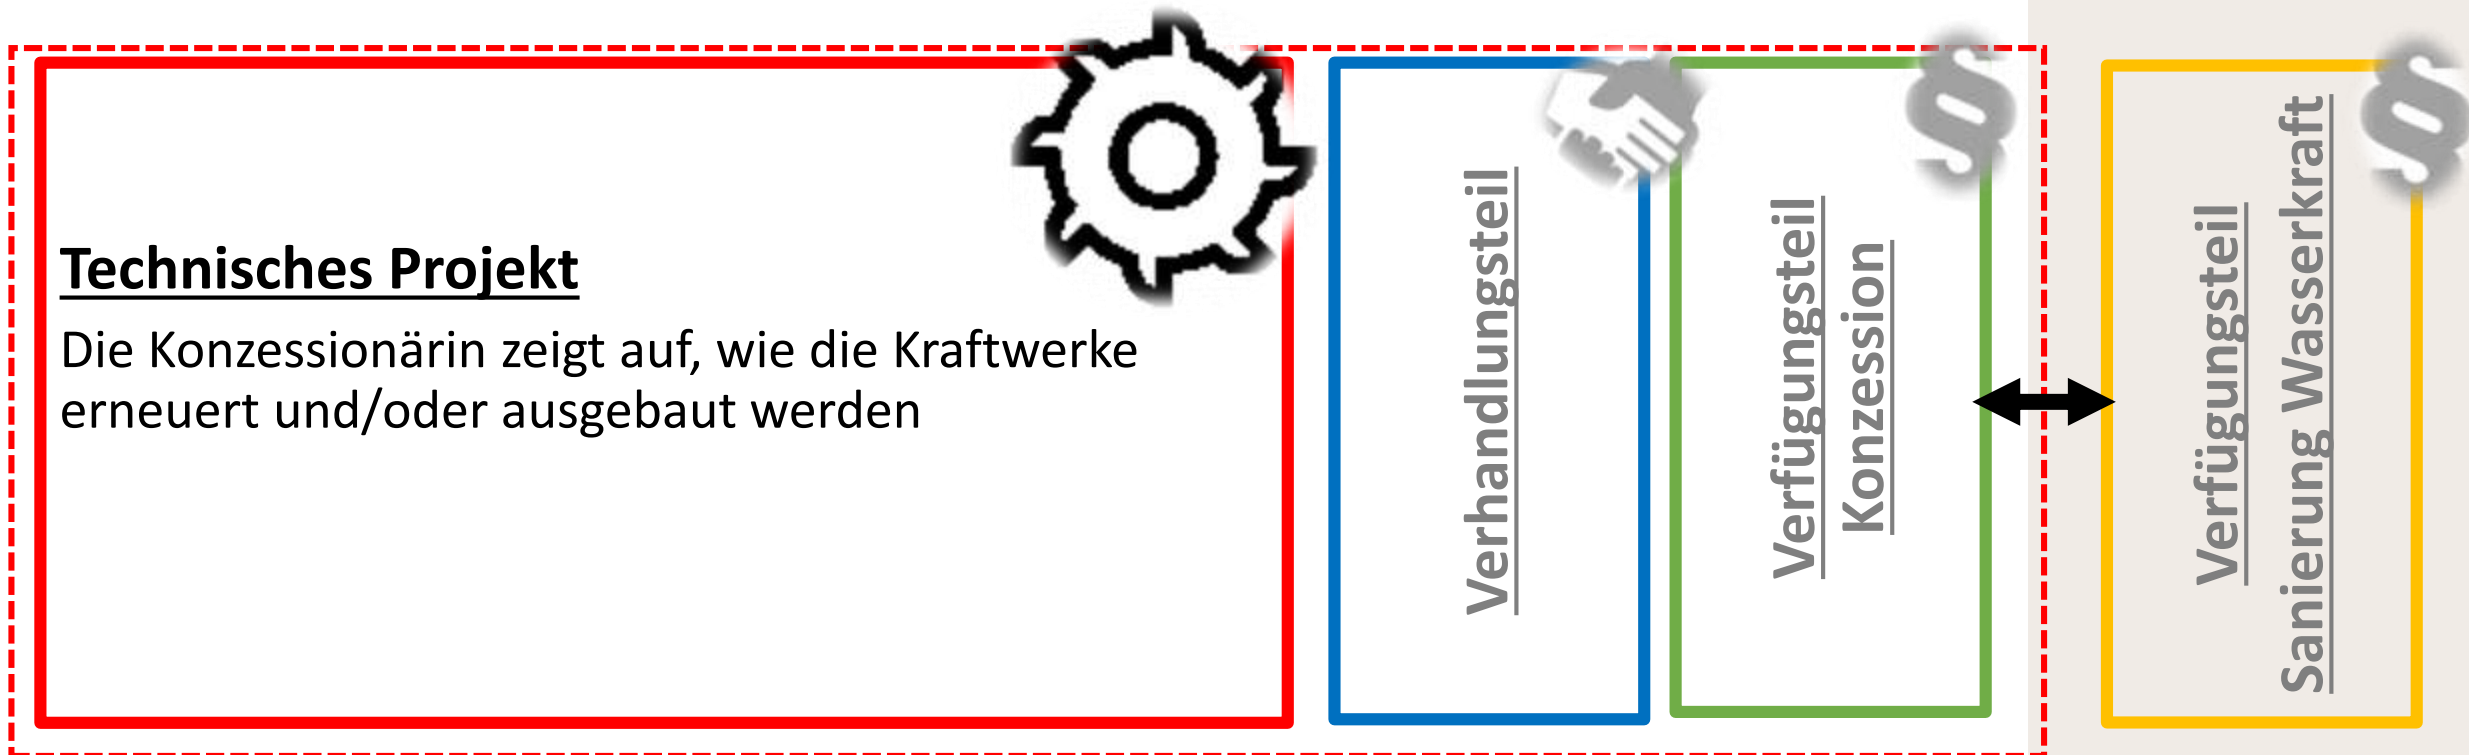 Technisches Projekt
Die Konzessionärin zeigt auf, wie die Kraftwerke
erneuert und/oder ausgebaut werden
Verhandlungsteil
Verfügungsteil
Konzession
Verfügungsteil
Sanierung Wasserkraft
§
§